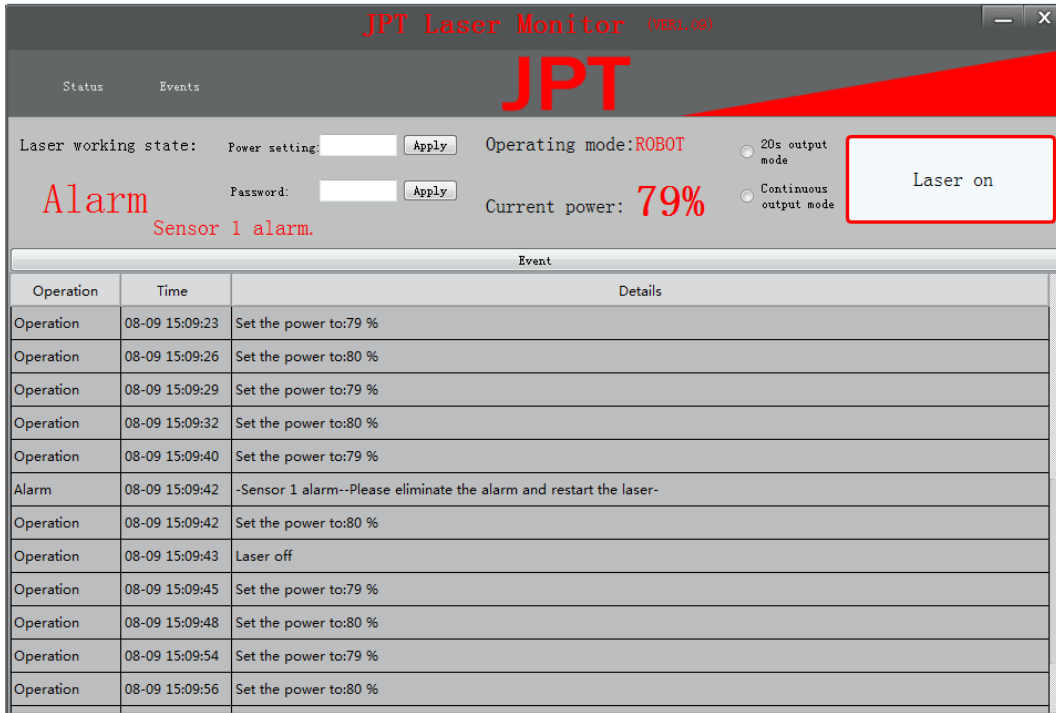 JPT Laser Monitor (VER1.02)
X
JPT
Status Events
Laser working state: Power setting: Apply Operating mode:ROBOT 20s output mode
Laser on
Alarm Password: Apply Current power: 79% Continuous output mode
Sensor 1 alarm.
Event
Operation Time Details
Operation 08-09 15:09:23 Set the power to:79 %
Operation 08-09 15:09:26 Set the power to:80 %
Operation 08-09 15:09:29 Set the power to:79 %
Operation 08-09 15:09:32 Set the power to:80 %
Operation 08-09 15:09:40 Set the power to:79 %
Alarm 08-09 15:09:42 -Sensor 1 alarm--Please eliminate the alarm and restart the laser-
Operation 08-09 15:09:42 Set the power to:80 %
Operation 08-09 15:09:43 Laser off
Operation 08-09 15:09:45 Set the power to:79 %
Operation 08-09 15:09:48 Set the power to:80 %
Operation 08-09 15:09:54 Set the power to:79 %
Operation 08-09 15:09:56 Set the power to:80 %